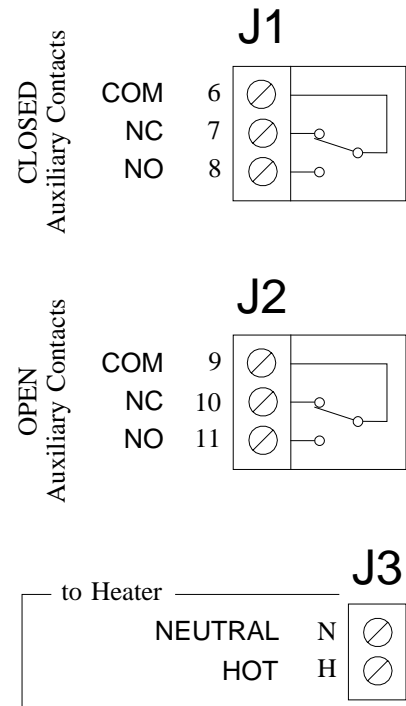 J1
CLOSED
Auxiliary Contacts
COM 6
NC 7
NO 8
J2
OPEN
Auxiliary Contacts
COM 9
NC 10
NO 11
J3
to Heater
NEUTRAL N
HOT H